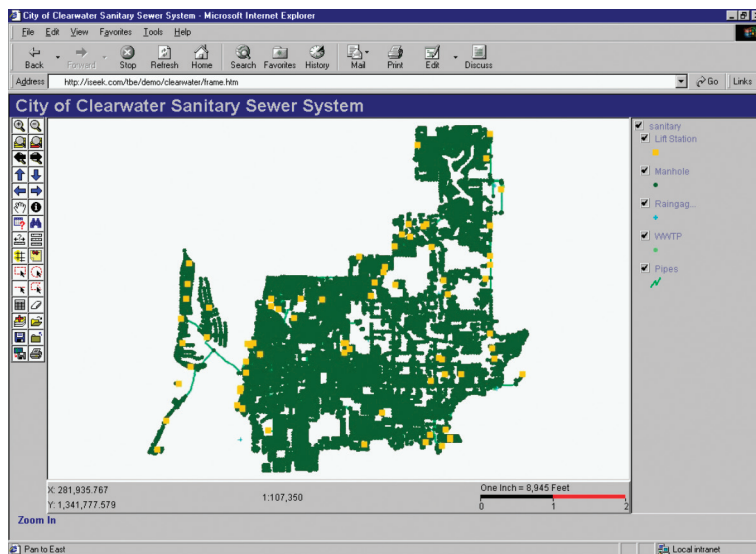 City of Clearwater Sanitary Sewer System - Microsoft Internet Explorer
File Edit View Favorites Tools Help
Back Forward Stop Refresh Home Search Favorites History Mail Print Edit Discuss
Address http://iseek.com/tbe/demo/clearwater/frame.htm Go Links
City of Clearwater Sanitary Sewer System
sanitary
Lift Station
Manhole
Raingag...
WWTP
Pipes
X: 281,935.767
Y: 1,341,777.579
1:107,350
One Inch = 8,945 Feet
0 1 2
Zoom In
Pan to East Local intranet